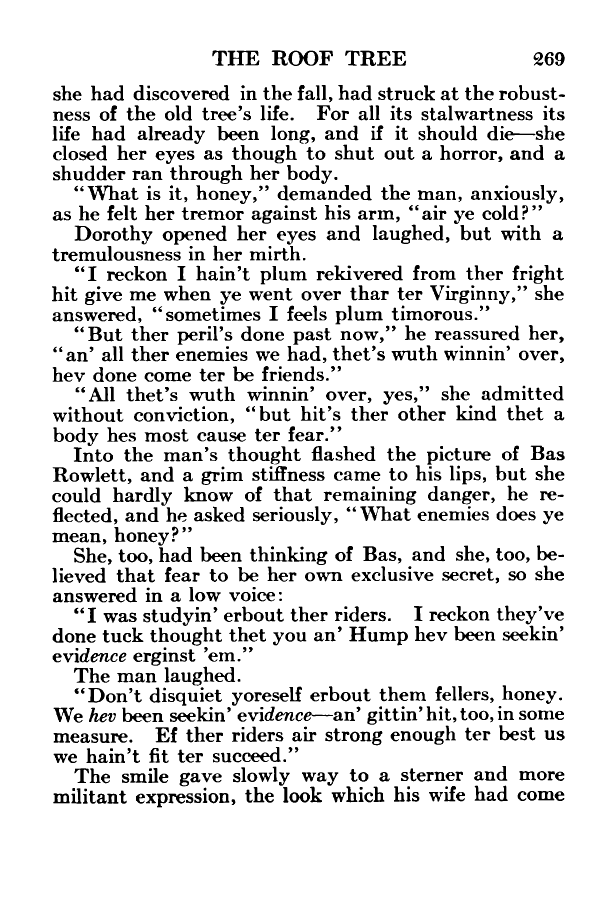 THE ROOF TREE 269
she had discovered in the fall, had struck at the robust-
ness of the old tree's life. For all its stalwartness its
life had already been long, and if it should die—she
closed her eyes as though to shut out a horror, and a
shudder ran through her body.
"What is it, honey," demanded the man, anxiously,
as he felt her tremor against his arm, "air ye cold?"
Dorothy opened her eyes and laughed, but with a
tremulousness in her mirth.
"I reckon I hain't plum rekivered from ther fright
hit give me when ye went over thar ter Virginny," she
answered, "sometimes I feels plum timorous."
"But ther peril's done past now," he reassured her,
"an' all ther enemies we had, thet's wuth winnin' over,
hev done come ter be friends."
"All thet's wuth winnin' over, yes," she admitted
without conviction, "but hit's ther other kind thet a
body hes most cause ter fear."
Into the man's thought flashed the picture of Bas
Rowlett, and a grim stiffness came to his lips, but she
could hardly know of that remaining danger, he re-
flected, and he asked seriously, "What enemies does ye
mean, honey?"
She, too, had been thinking of Bas, and she, too, be-
lieved that fear to be her own exclusive secret, so she
answered in a low voice:
"I was studyin' erbout ther riders. I reckon they've
done tuck thought thet you an' Hump hev been seekin'
evidence erginst 'em."
The man laughed.
"Don't disquiet yoreself erbout them fellers, honey.
We hev been seekin' evidence—an' gittin' hit, too, in some
measure. Ef ther riders air strong enough ter best us
we hain't fit ter succeed."
The smile gave slowly way to a sterner and more
militant expression, the look which his wife had come